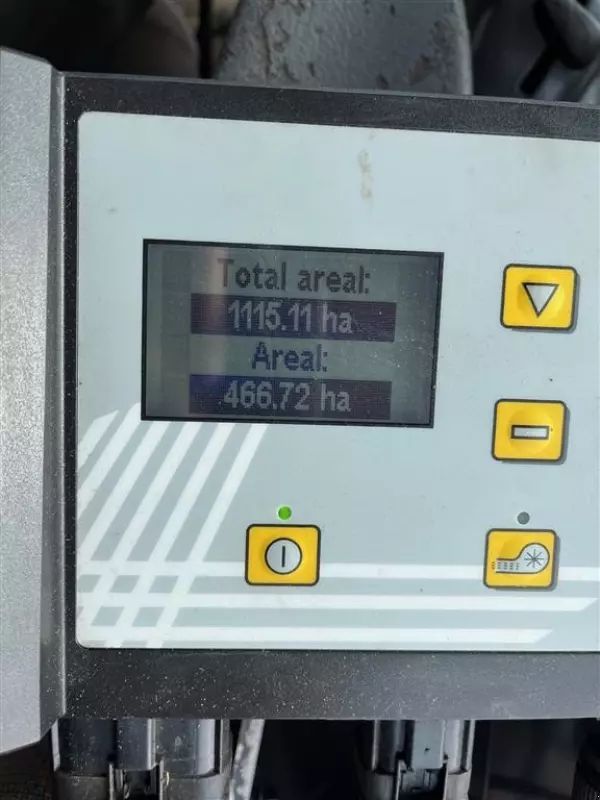 Total areal:
1115.11 ha
Areal:
466.72 ha